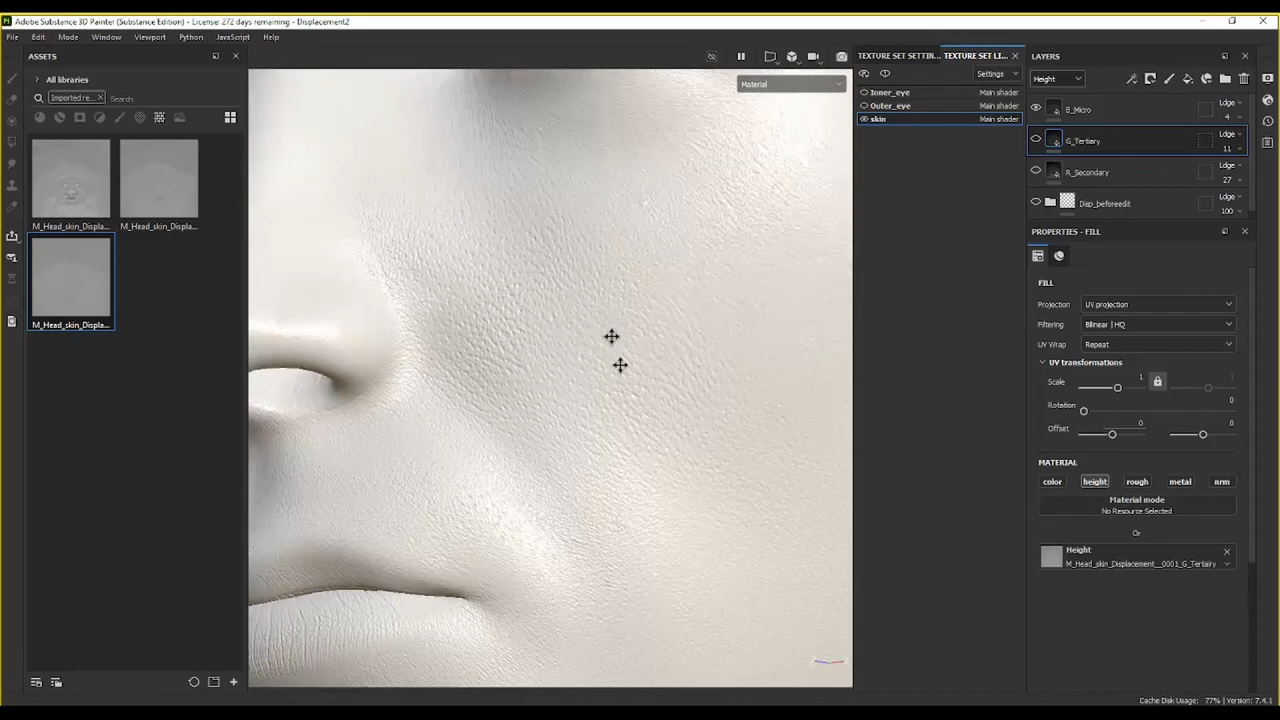 Adobe Substance 3D Painter (Substance Edition) - License: 272 days remaining - Displacement2
File Edit Mode Window Viewport Python JavaScript Help
ASSETS
All libraries
Imported re... X Search
M_Head_skin_Displa... M_Head_skin_Displa...
M_Head_skin_Displa...
Material
TEXTURE SET SETTIN... TEXTURE SET LI...
Settings
Inner_eye Main shader
Outer_eye Main shader
skin Main shader
LAYERS
Height
B_Micro Ldge 4
G_Tertiary Ldge 11
R_Secondary Ldge 27
Disp_beforeedit Ldge 100
PROPERTIES - FILL
FILL
Projection UV projection
Filtering Bilinear | HQ
UV Wrap Repeat
UV transformations
Scale 1 1
Rotation 0
Offset 0 0
MATERIAL
color height rough metal nrm
Material mode
No Resource Selected
Or
Height
M_Head_skin_Displacement__0001_G_Tertairy
Cache Disk Usage: 77% | Version: 7.4.1